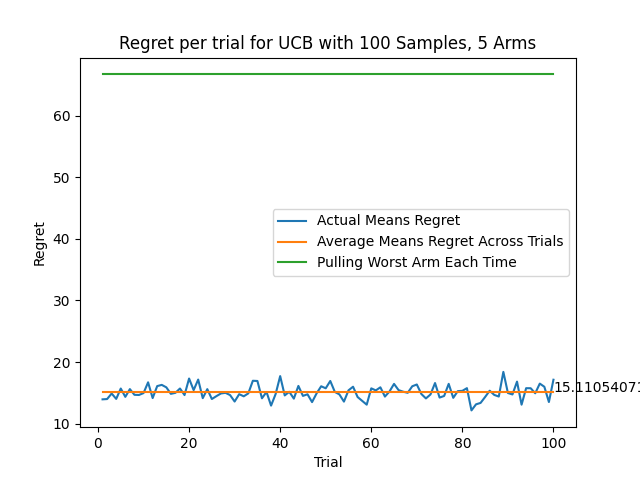 Regret per trial for UCB with 100 Samples, 5 Arms
60
50
40
30
20
10
Regret
Actual Means Regret
Average Means Regret Across Trials
Pulling Worst Arm Each Time
15.11054071
0
20
40
60
80
100
Trial